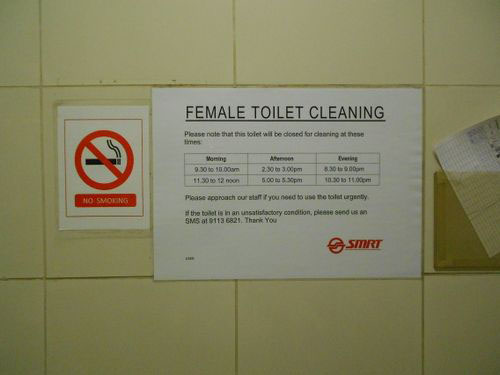 FEMALE TOILET CLEANING
Please note that this toilet will be closed for cleaning at these
times:
Morning Afternoon Evening
9.30 to 10.00am 2.30 to 3.00pm 8.30 to 9.00pm
11.30 to 12 noon 5.00 to 5.30pm 10.30 to 11.00pm
Please approach our staff if you need to use the toilet urgently.
If the toilet is in an unsatisfactory condition, please send us an
SMS at 9113 6821. Thank You
SMRT
NO SMOKING